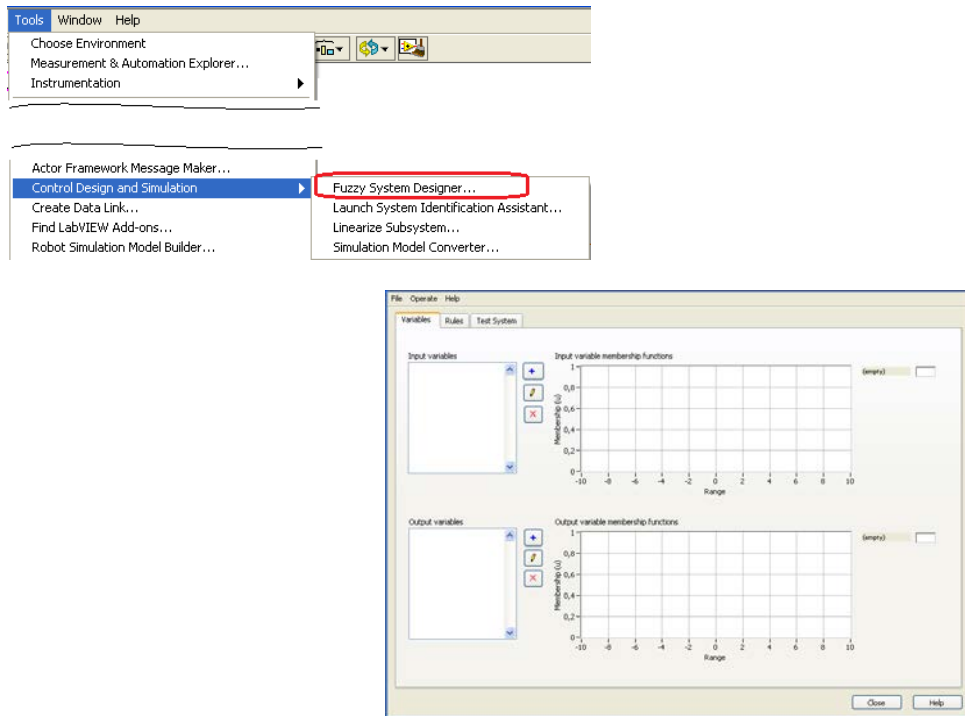 Tools Window Help
Choose Environment
Measurement & Automation Explorer...
Instrumentation
Actor Framework Message Maker...
Control Design and Simulation
Create Data Link...
Find LabVIEW Add-ons...
Robot Simulation Model Builder...
Fuzzy System Designer...
Launch System Identification Assistant...
Linearize Subsystem...
Simulation Model Converter...
File Operate Help
Variables Rules Test System
Input variables
Input variable membership functions
Membership (u)
1
0,8
0,6
0,4
0,2
0
-10 -8 -6 -4 -2 0 2 4 6 8 10
Range
(empty)
Output variables
Output variable membership functions
Membership (u)
1
0,8
0,6
0,4
0,2
0
-10 -8 -6 -4 -2 0 2 4 6 8 10
Range
(empty)
Close Help